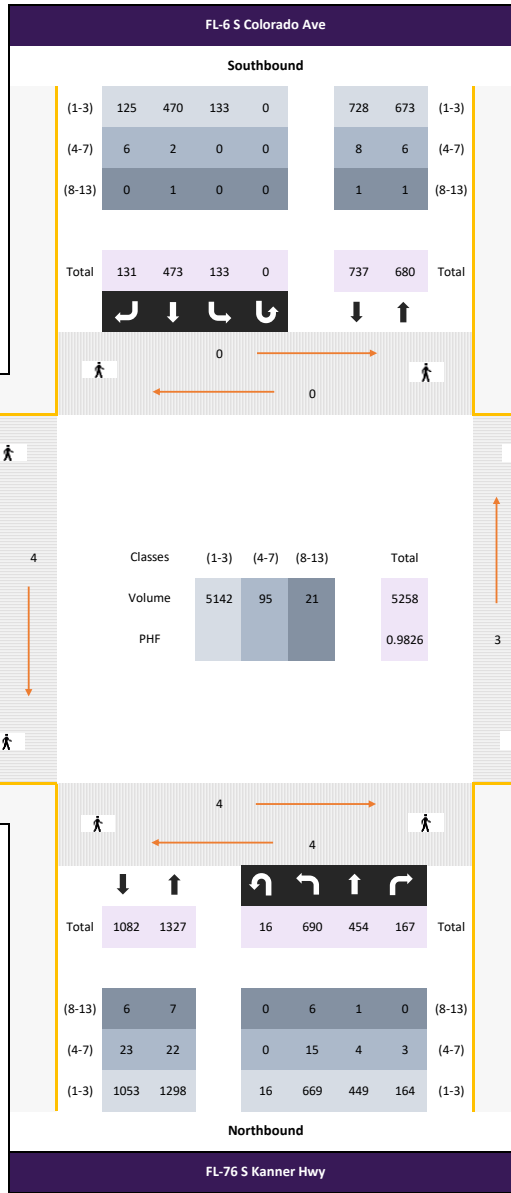 FL-6 S Colorado Ave
Southbound
(1-3) 125 470 133 0 728 673 (1-3)
(4-7) 6 2 0 0 8 6 (4-7)
(8-13) 0 1 0 0 1 1 (8-13)
Total 131 473 133 0 737 680 Total
0
0
4
Classes (1-3) (4-7) (8-13) Total
Volume 5142 95 21 5258
PHF 0.9826
3
4
4
Total 1082 1327 16 690 454 167 Total
(8-13) 6 7 0 6 1 0 (8-13)
(4-7) 23 22 0 15 4 3 (4-7)
(1-3) 1053 1298 16 669 449 164 (1-3)
Northbound
FL-76 S Kanner Hwy